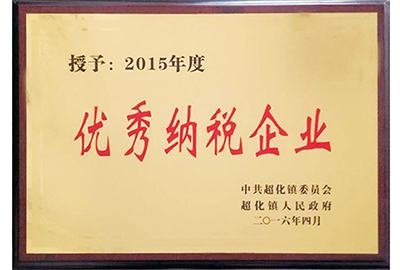 授予：2015年度
优秀纳税企业
中共超化镇委员会
超化镇人民政府
二〇一六年四月